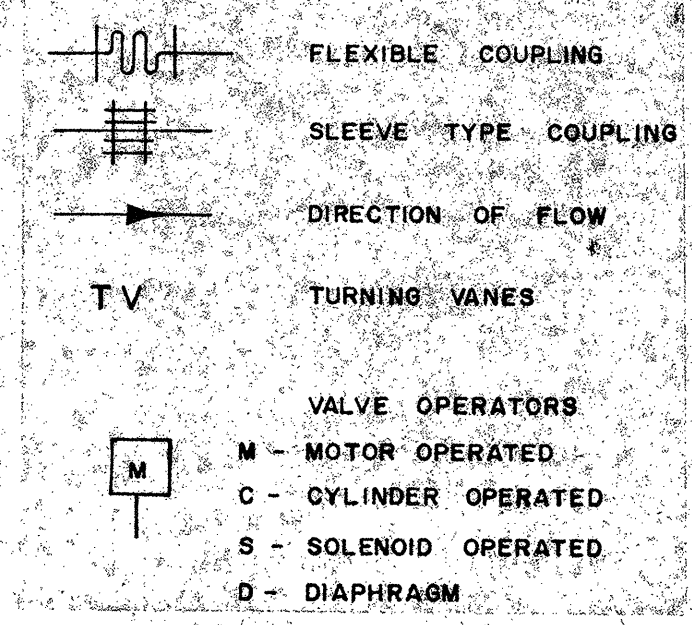 FLEXIBLE COUPLING
SLEEVE TYPE COUPLING
DIRECTION OF FLOW
TV TURNING VANES
VALVE OPERATORS
M
M - MOTOR OPERATED
C - CYLINDER OPERATED
S - SOLENOID OPERATED
D - DIAPHRAGM